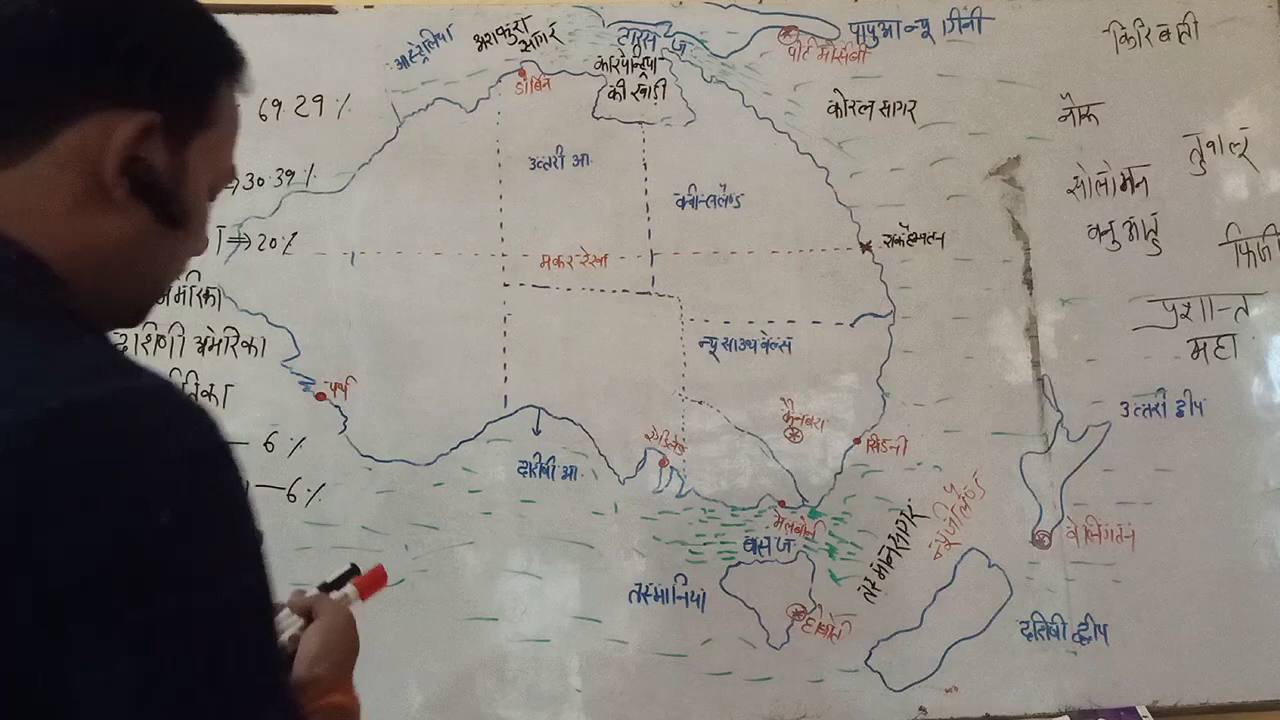 आस्ट्रेलिया
अराफुरा
सागर
टारस ज
पापुआ न्यू गिनी
पोर्ट मोर्सबी
किरिबाती
डार्बिन
कारपेन्ट्रिया
की खाड़ी
69.29 %
कोरल सागर
नौरू
तुवालू
उत्तरी आ.
30.39 %
क्वीन्सलैण्ड
सोलोमन
वनुआतु
फिजी
20 %
मकर रेखा
प्रशान्त
महा
अमेरिका
दक्षिणी अमेरिका
न्यू साउथ वेल्स
पर्थ
कैनबरा
सिडनी
उत्तरी द्वीप
6 %
एडिलेड
दक्षिणी आ.
6 %
मेलबोर्न
बास ज
तस्मान सागर
न्यूजीलैण्ड
वेलिंगटन
तस्मानिया
होबार्ट
दक्षिणी द्वीप